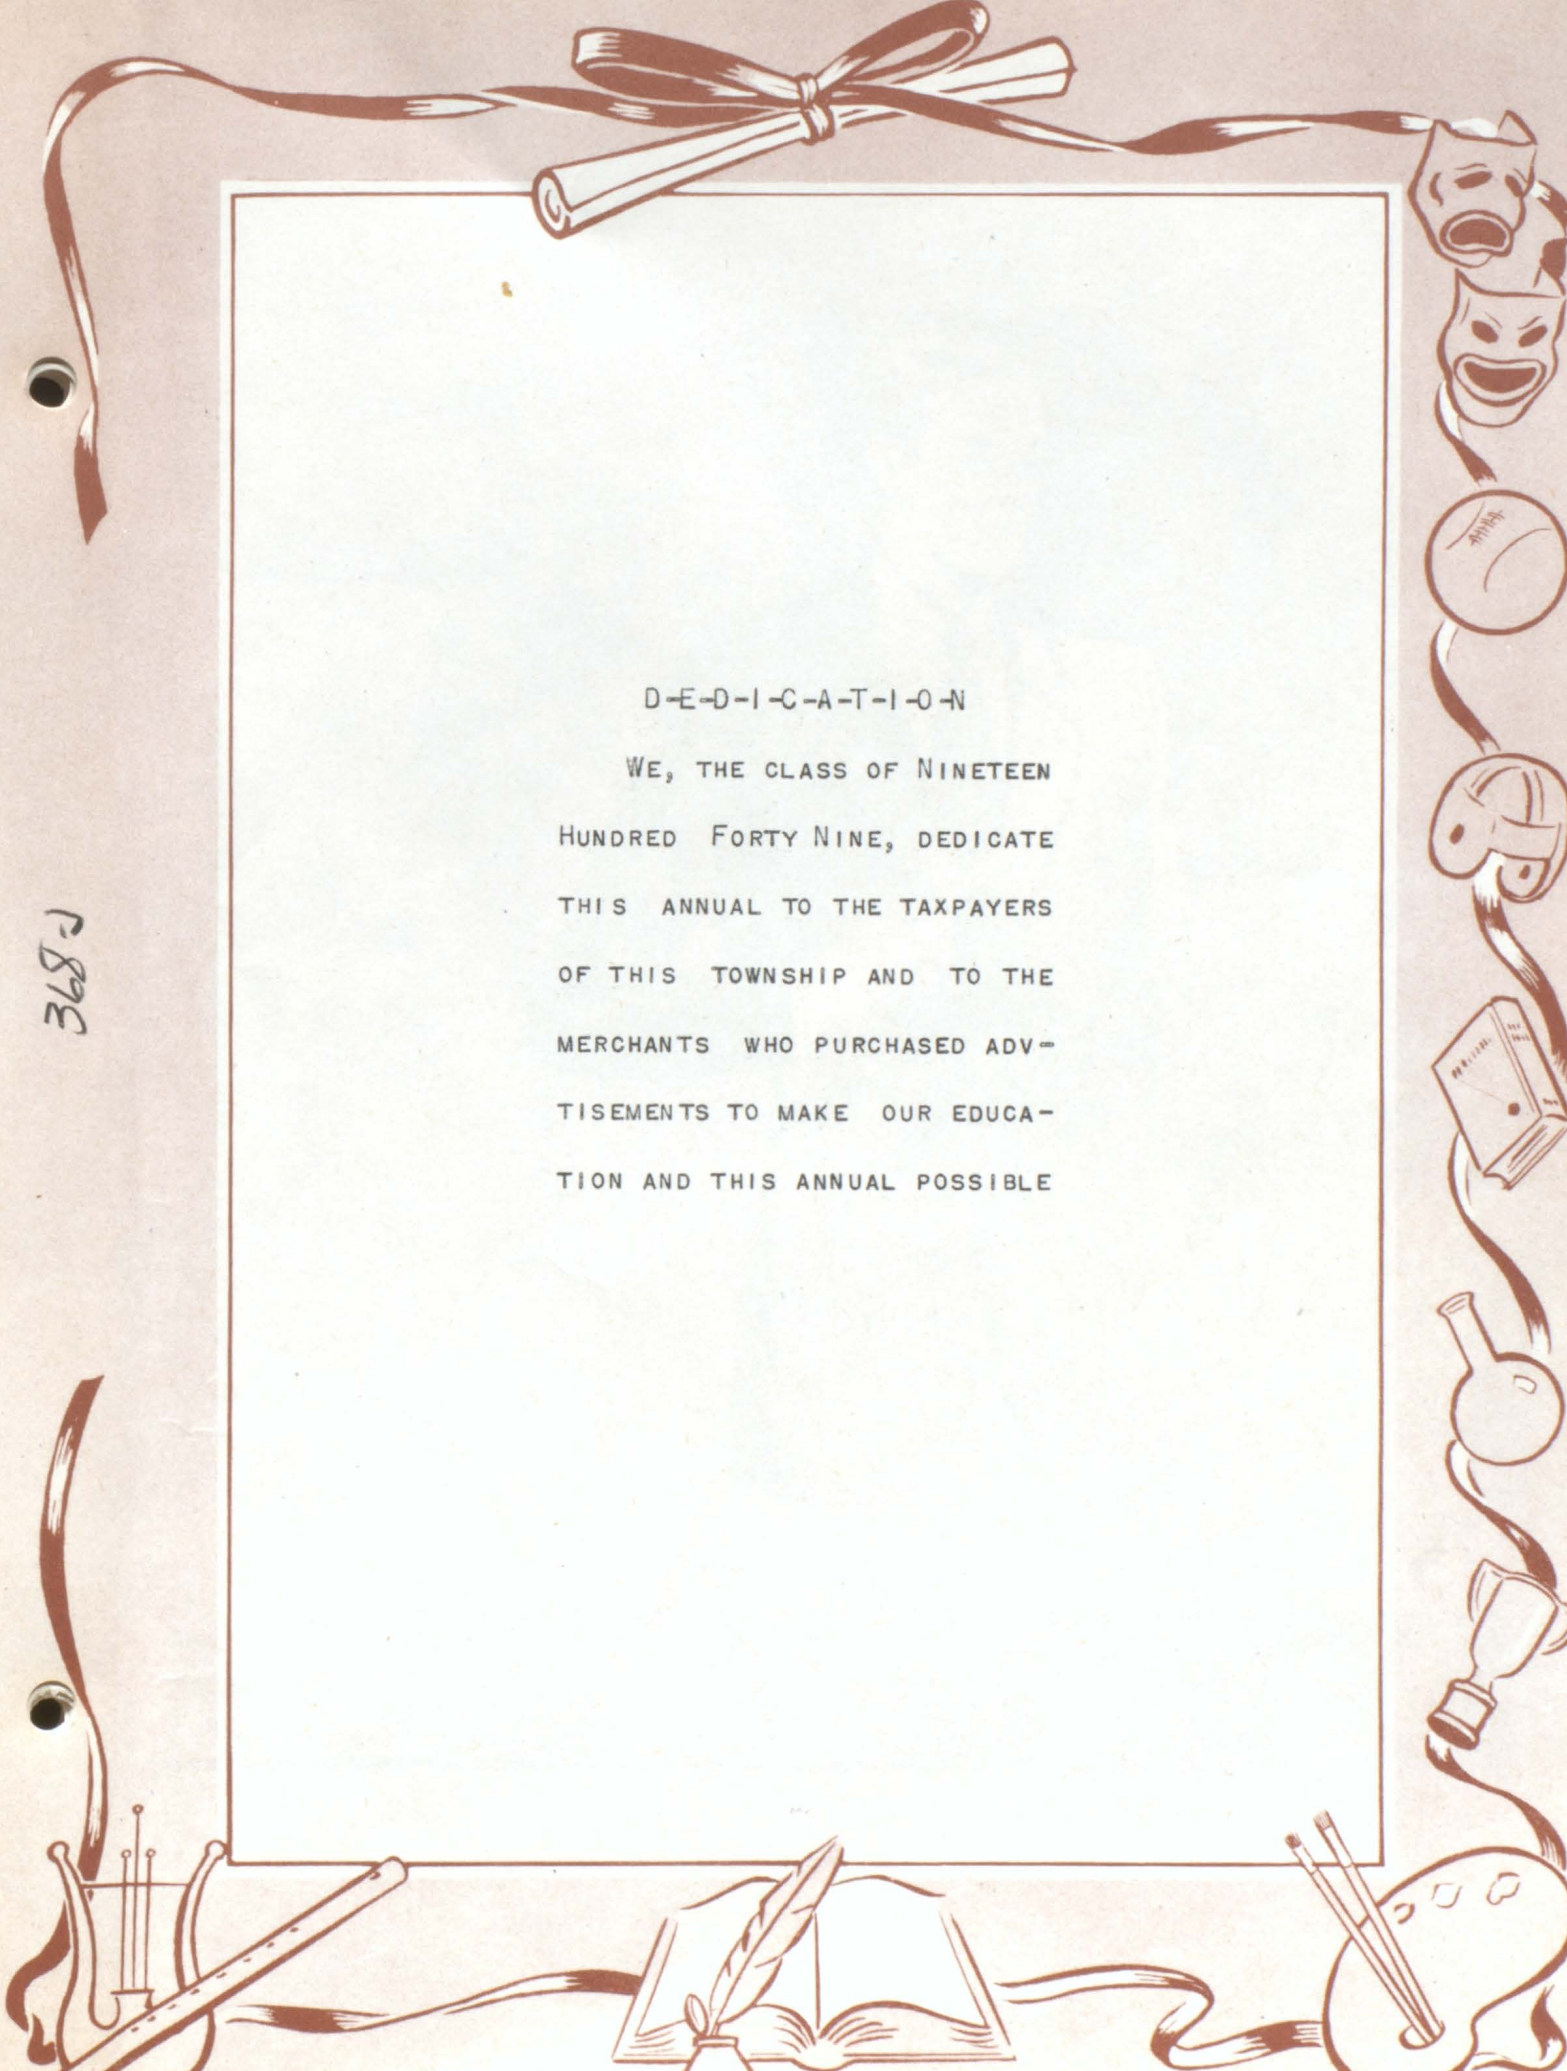 D-E-D-I-C-A-T-I-O-N
WE, THE CLASS OF NINETEEN
HUNDRED FORTY NINE, DEDICATE
THIS ANNUAL TO THE TAXPAYERS
OF THIS TOWNSHIP AND TO THE
MERCHANTS WHO PURCHASED ADV-
TISEMENTS TO MAKE OUR EDUCA-
TION AND THIS ANNUAL POSSIBLE